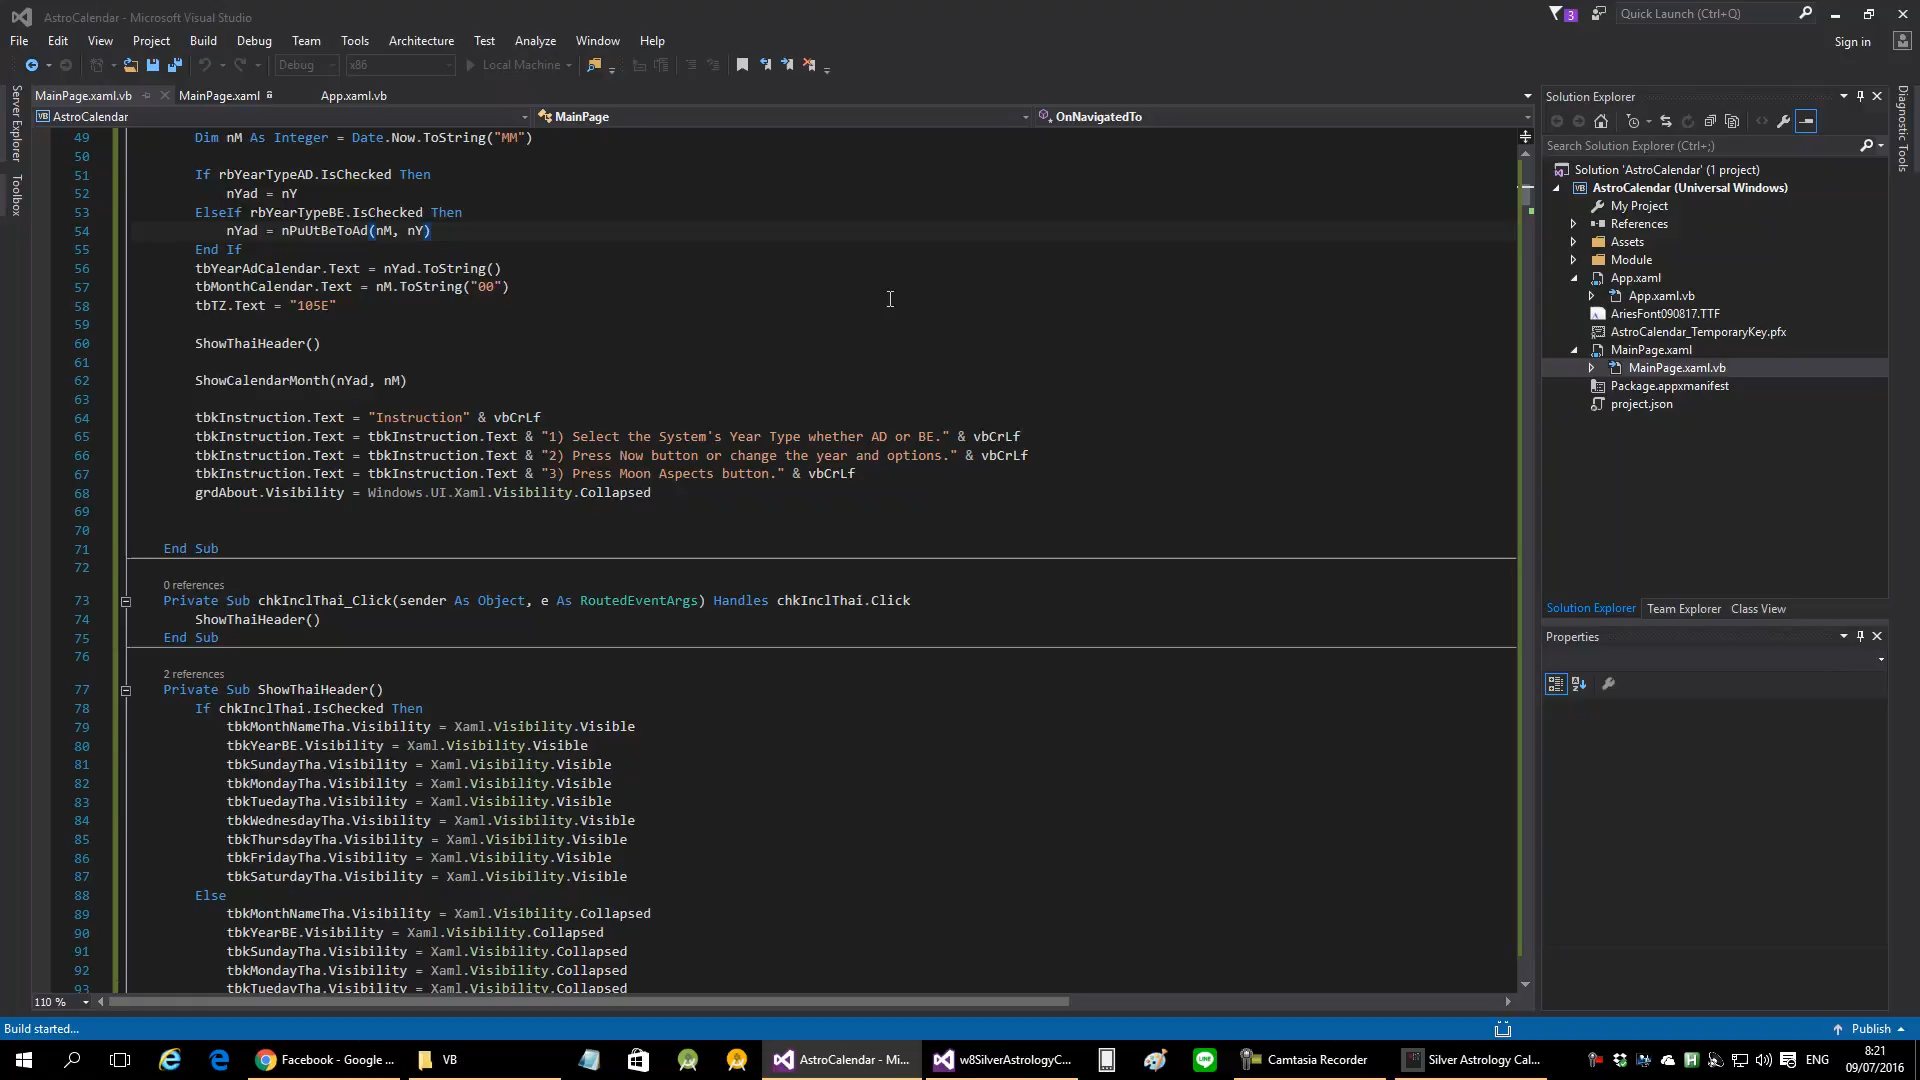 AstroCalendar - Microsoft Visual Studio
3
Quick Launch (Ctrl+Q)
File Edit View Project Build Debug Team Tools Architecture Test Analyze Window Help
Sign in
Debug x86 Local Machine
MainPage.xaml.vb MainPage.xaml App.xaml.vb
VB AstroCalendar MainPage OnNavigatedTo
49 Dim nM As Integer = Date.Now.ToString("MM")
50
51 If rbYearTypeAD.IsChecked Then
52 nYad = nY
53 ElseIf rbYearTypeBE.IsChecked Then
54 nYad = nPuUtBeToAd(nM, nY)
55 End If
56 tbYearAdCalendar.Text = nYad.ToString()
57 tbMonthCalendar.Text = nM.ToString("00")
58 tbTZ.Text = "105E"
59
60 ShowThaiHeader()
61
62 ShowCalendarMonth(nYad, nM)
63
64 tbkInstruction.Text = "Instruction" & vbCrLf
65 tbkInstruction.Text = tbkInstruction.Text & "1) Select the System's Year Type whether AD or BE." & vbCrLf
66 tbkInstruction.Text = tbkInstruction.Text & "2) Press Now button or change the year and options." & vbCrLf
67 tbkInstruction.Text = tbkInstruction.Text & "3) Press Moon Aspects button." & vbCrLf
68 grdAbout.Visibility = Windows.UI.Xaml.Visibility.Collapsed
69
70
71 End Sub
72
0 references
73 Private Sub chkInclThai_Click(sender As Object, e As RoutedEventArgs) Handles chkInclThai.Click
74 ShowThaiHeader()
75 End Sub
76
2 references
77 Private Sub ShowThaiHeader()
78 If chkInclThai.IsChecked Then
79 tbkMonthNameTha.Visibility = Xaml.Visibility.Visible
80 tbkYearBE.Visibility = Xaml.Visibility.Visible
81 tbkSundayTha.Visibility = Xaml.Visibility.Visible
82 tbkMondayTha.Visibility = Xaml.Visibility.Visible
83 tbkTuedayTha.Visibility = Xaml.Visibility.Visible
84 tbkWednesdayTha.Visibility = Xaml.Visibility.Visible
85 tbkThursdayTha.Visibility = Xaml.Visibility.Visible
86 tbkFridayTha.Visibility = Xaml.Visibility.Visible
87 tbkSaturdayTha.Visibility = Xaml.Visibility.Visible
88 Else
89 tbkMonthNameTha.Visibility = Xaml.Visibility.Collapsed
90 tbkYearBE.Visibility = Xaml.Visibility.Collapsed
91 tbkSundayTha.Visibility = Xaml.Visibility.Collapsed
92 tbkMondayTha.Visibility = Xaml.Visibility.Collapsed
93 tbkTuedayTha.Visibility = Xaml.Visibility.Collapsed
110 %
Server Explorer
Toolbox
Solution Explorer
Search Solution Explorer (Ctrl+;)
Solution 'AstroCalendar' (1 project)
VB AstroCalendar (Universal Windows)
My Project
References
Assets
Module
App.xaml
App.xaml.vb
AriesFont090817.TTF
AstroCalendar_TemporaryKey.pfx
MainPage.xaml
MainPage.xaml.vb
Package.appxmanifest
project.json
Solution Explorer Team Explorer Class View
Properties
Diagnostic Tools
Build started...
Publish
Facebook - Google ... VB AstroCalendar - Mi... w8SilverAstrologyC... Camtasia Recorder Silver Astrology Cal...
ENG
8:21
09/07/2016